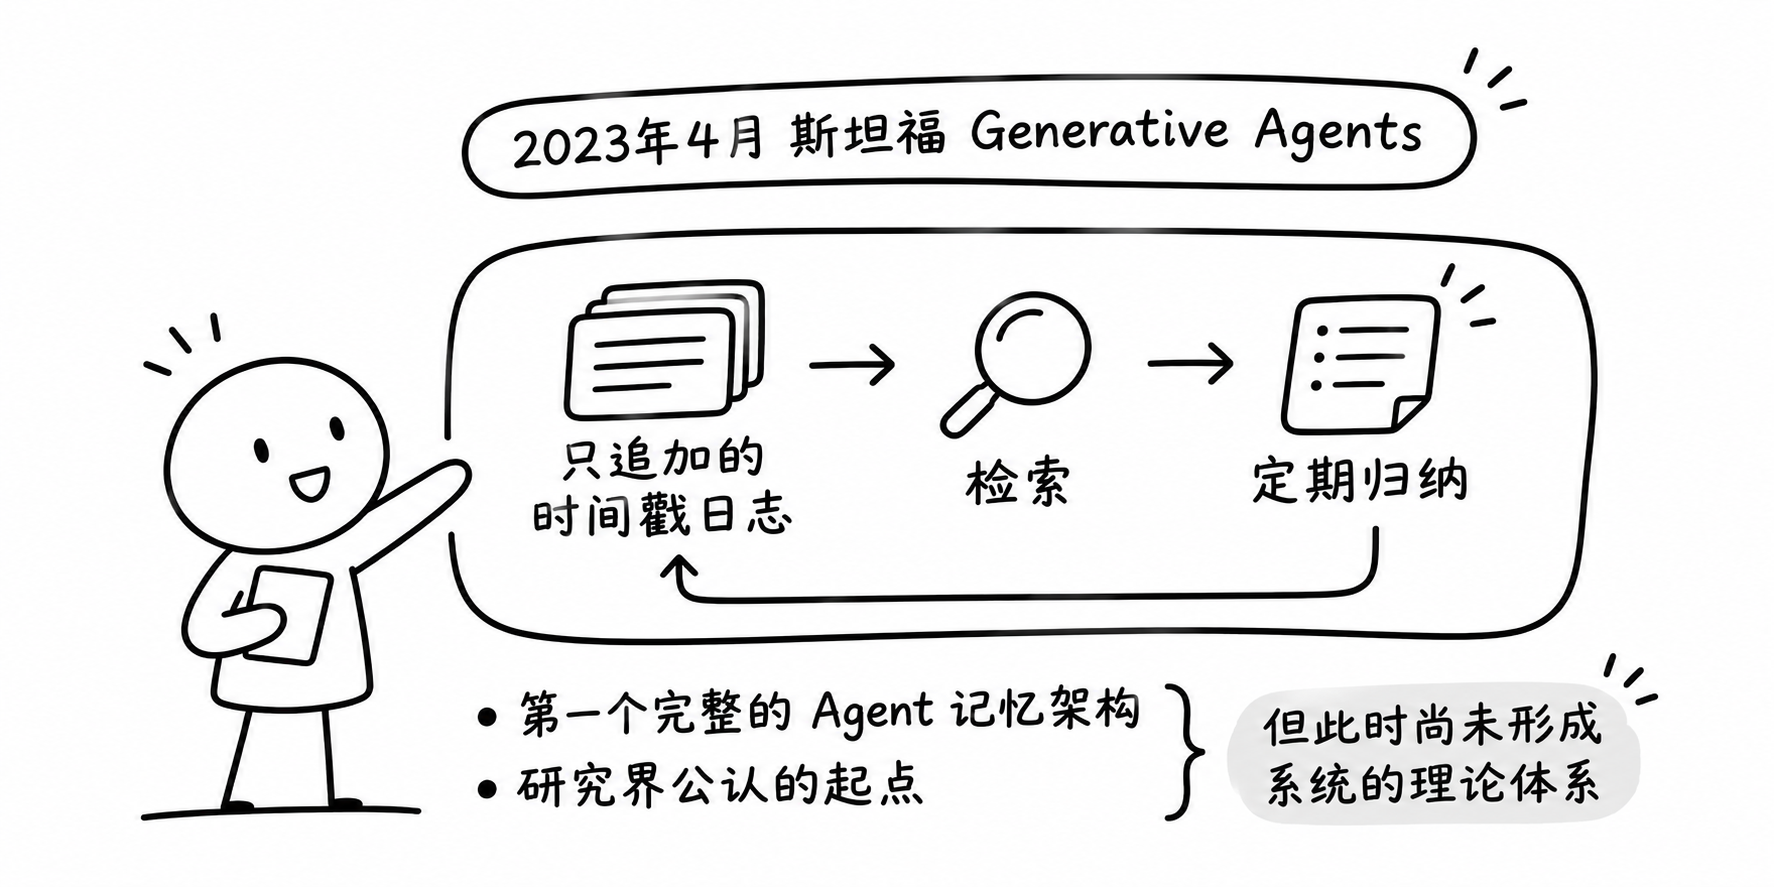 2023年4月 斯坦福 Generative Agents
只追加的
时间戳日志
检索
定期归纳
• 第一个完整的 Agent 记忆架构
• 研究界公认的起点
但此时尚未形成
系统的理论体系